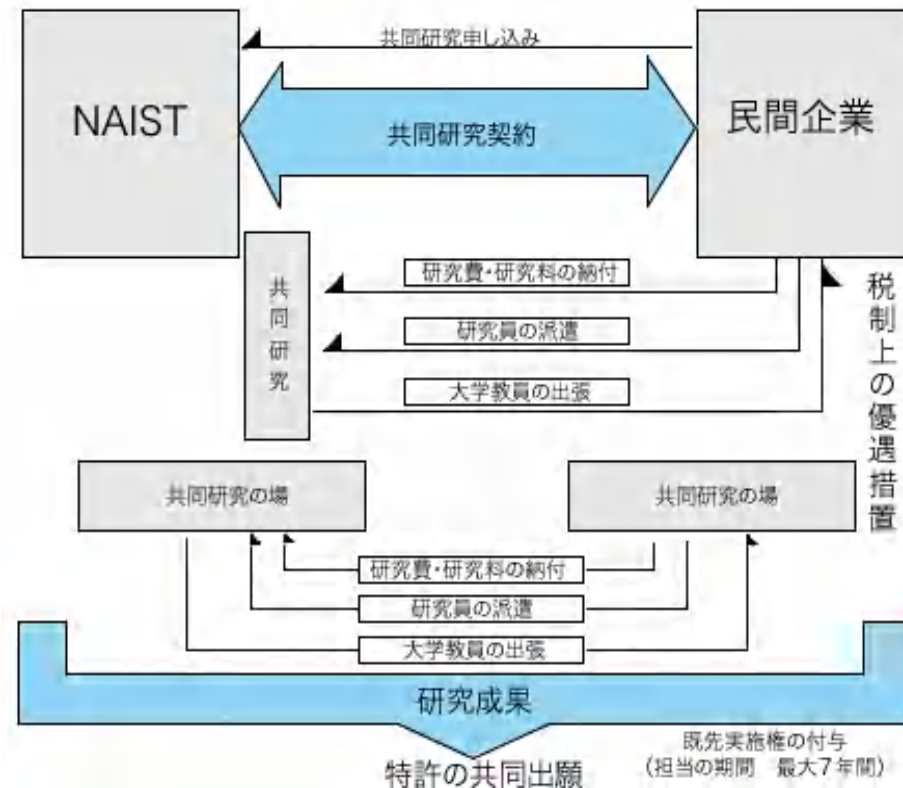 共同研究申し込み
NAIST
共同研究契約
民間企業
共同研究
研究費・研究料の納付
研究員の派遣
大学教員の出張
税制上の優遇措置
共同研究の場
共同研究の場
研究費・研究料の納付
研究員の派遣
大学教員の出張
研究成果
特許の共同出願
既先実施権の付与
(担当の期間 最大7年間)